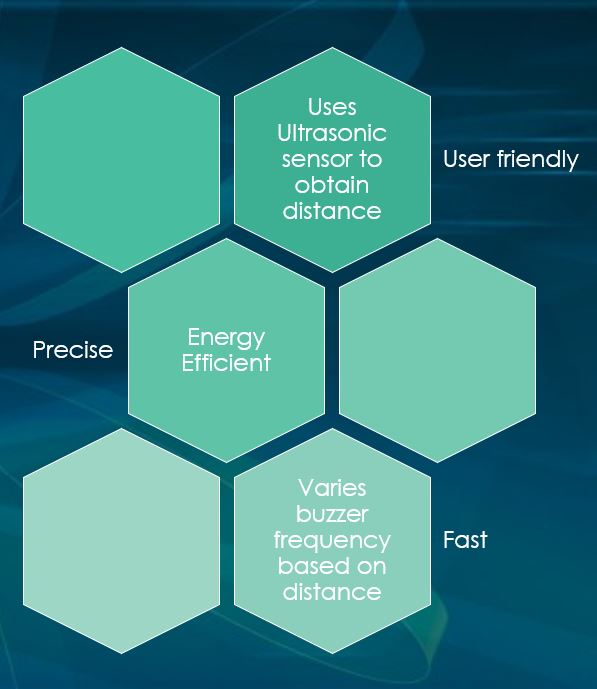 Uses
Ultrasonic
sensor to
obtain
distance
User friendly
Precise
Energy
Efficient
Varies
buzzer
frequency
based on
distance
Fast